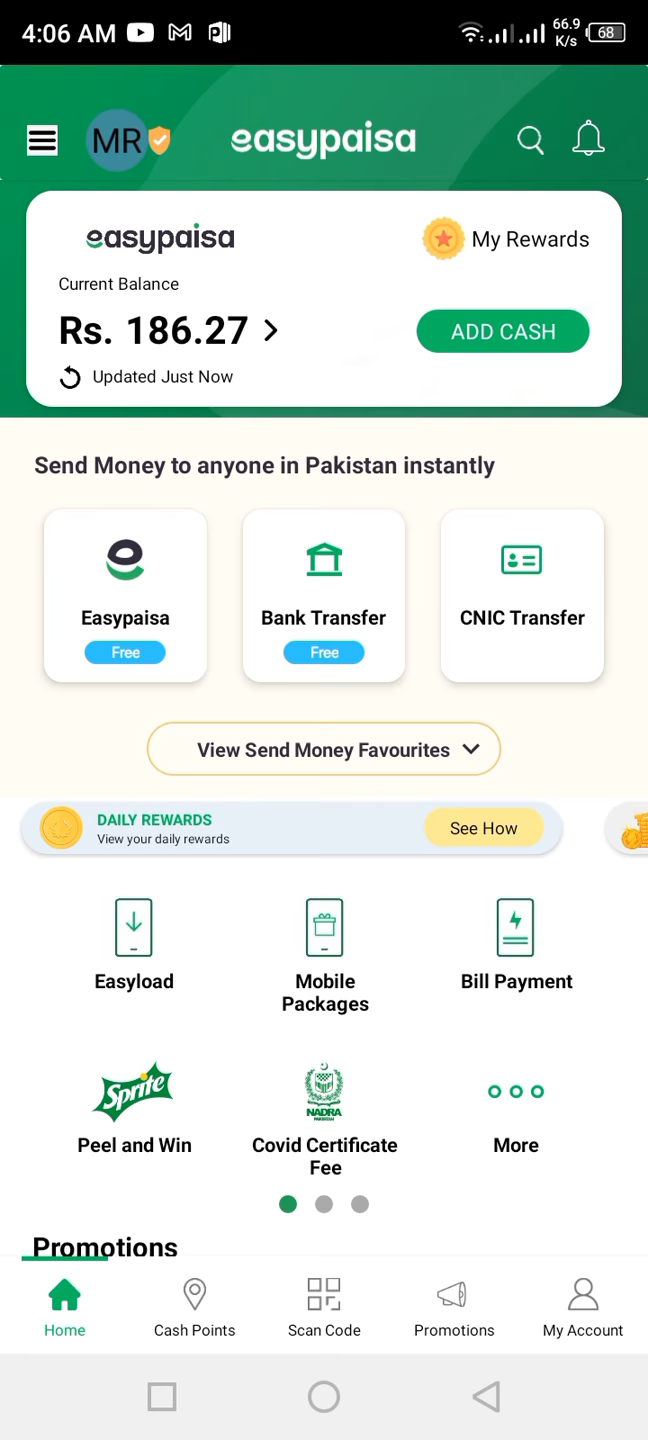 4:06 AM
66.9
K/s
68
MR
easypaisa
easypaisa
My Rewards
Current Balance
Rs. 186.27
ADD CASH
Updated Just Now
Send Money to anyone in Pakistan instantly
Easypaisa
Bank Transfer
CNIC Transfer
Free
Free
View Send Money Favourites
DAILY REWARDS
View your daily rewards
See How
Easyload
Mobile
Packages
Bill Payment
Sprite
NADRA
PAKISTAN
Peel and Win
Covid Certificate
Fee
More
Promotions
Home
Cash Points
Scan Code
Promotions
My Account